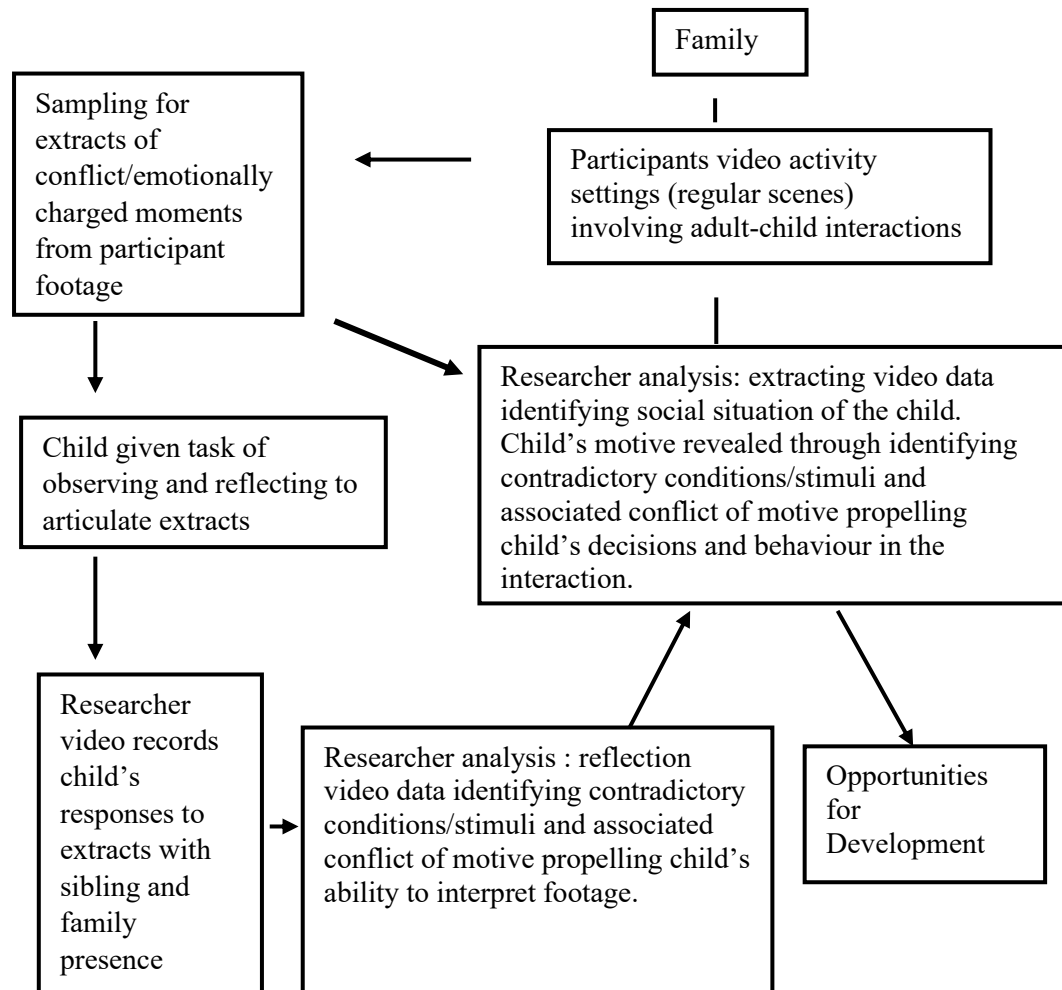 Family
Sampling for
extracts of
conflict/emotionally
charged moments
from participant
footage
Participants video activity
settings (regular scenes)
involving adult-child interactions
Researcher analysis: extracting video data
identifying social situation of the child.
Child’s motive revealed through identifying
contradictory conditions/stimuli and
associated conflict of motive propelling
child’s decisions and behaviour in the
interaction.
Child given task of
observing and reflecting to
articulate extracts
Researcher
video records
child’s
responses to
extracts with
sibling and
family
presence
Researcher analysis : reflection
video data identifying contradictory
conditions/stimuli and associated
conflict of motive propelling child’s
ability to interpret footage.
Opportunities
for
Development